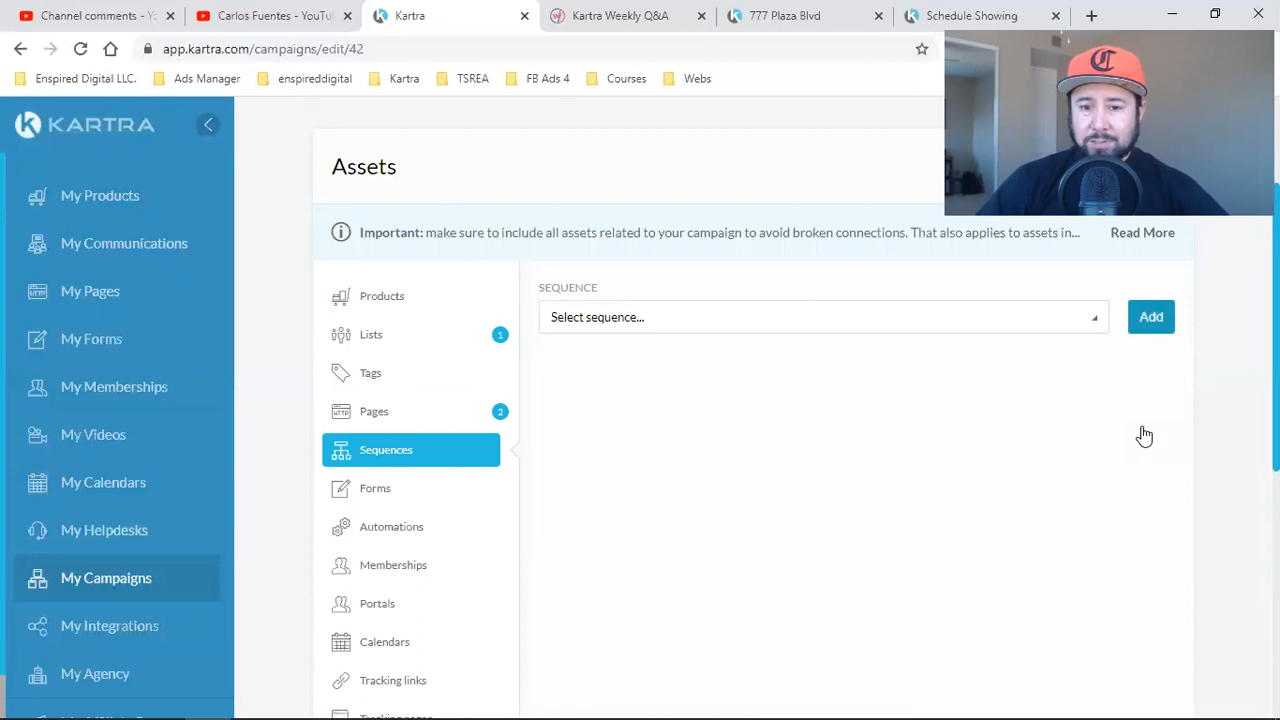 Channel comments - Y
Carlos Fuentes - YouTu
Kartra
Kartra Weekly Q&A
777 Plaza Blvd
Schedule Showing
app.kartra.com/campaigns/edit/42
Enspired Digital LLC.
Ads Manager
enspireddigital
Kartra
TSREA
FB Ads 4
Courses
Webs
KARTRA
My Products
My Communications
My Pages
My Forms
My Memberships
My Videos
My Calendars
My Helpdesks
My Campaigns
My Integrations
My Agency
Assets
Important: make sure to include all assets related to your campaign to avoid broken connections. That also applies to assets in... Read More
Products
Lists 1
Tags
Pages 2
Sequences
Forms
Automations
Memberships
Portals
Calendars
Tracking links
Tracking pages
SEQUENCE
Select sequence...
Add
C